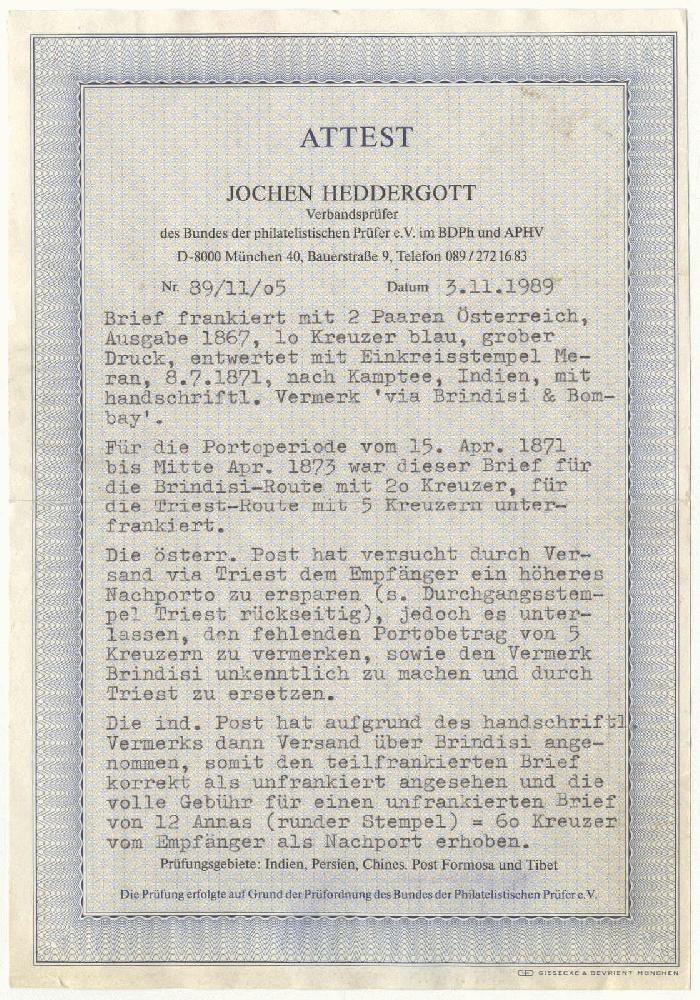 ATTEST
JOCHEN HEDDERGOTT
Verbandsprüfer
des Bundes der philatelistischen Prüfer e.V. im BDPh und APHV
D-8000 München 40, Bauerstraße 9, Telefon 089/2721683
Nr. 89/11/o5 Datum 3.11.1989
Brief frankiert mit 2 Paaren Österreich,
Ausgabe 1867, lo Kreuzer blau, grober
Druck, entwertet mit Einkreisstempel Me-
ran, 8.7.1871, nach Kamptee, Indien, mit
handschriftl. Vermerk 'via Brindisi & Bom-
bay'.
Für die Portoperiode vom 15. Apr. 1871
bis Mitte Apr. 1873 war dieser Brief für
die Brindisi-Route mit 2o Kreuzer, für
die Triest-Route mit 5 Kreuzern unter-
frankiert.
Die österr. Post hat versucht durch Ver-
sand via Triest dem Empfänger ein höheres
Nachporto zu ersparen (s. Durchgangsstem-
pel Triest rückseitig), jedoch es unter-
lassen, den fehlenden Portobetrag von 5
Kreuzern zu vermerken, sowie den Vermerk
Brindisi unkenntlich zu machen und durch
Triest zu ersetzen.
Die ind. Post hat aufgrund des handschriftl.
Vermerks dann Versand über Brindisi ange-
nommen, somit den teilfrankierten Brief
korrekt als unfrankiert angesehen und die
volle Gebühr für einen unfrankierten Brief
von 12 Annas (runder Stempel) = 6o Kreuzer
vom Empfänger als Nachport erhoben.
Prüfungsgebiete: Indien, Persien, Chines. Post Formosa und Tibet
Die Prüfung erfolgte auf Grund der Prüfordnung des Bundes der Philatelistischen Prüfer e.V.
GIESECKE & DEVRIENT MÜNCHEN